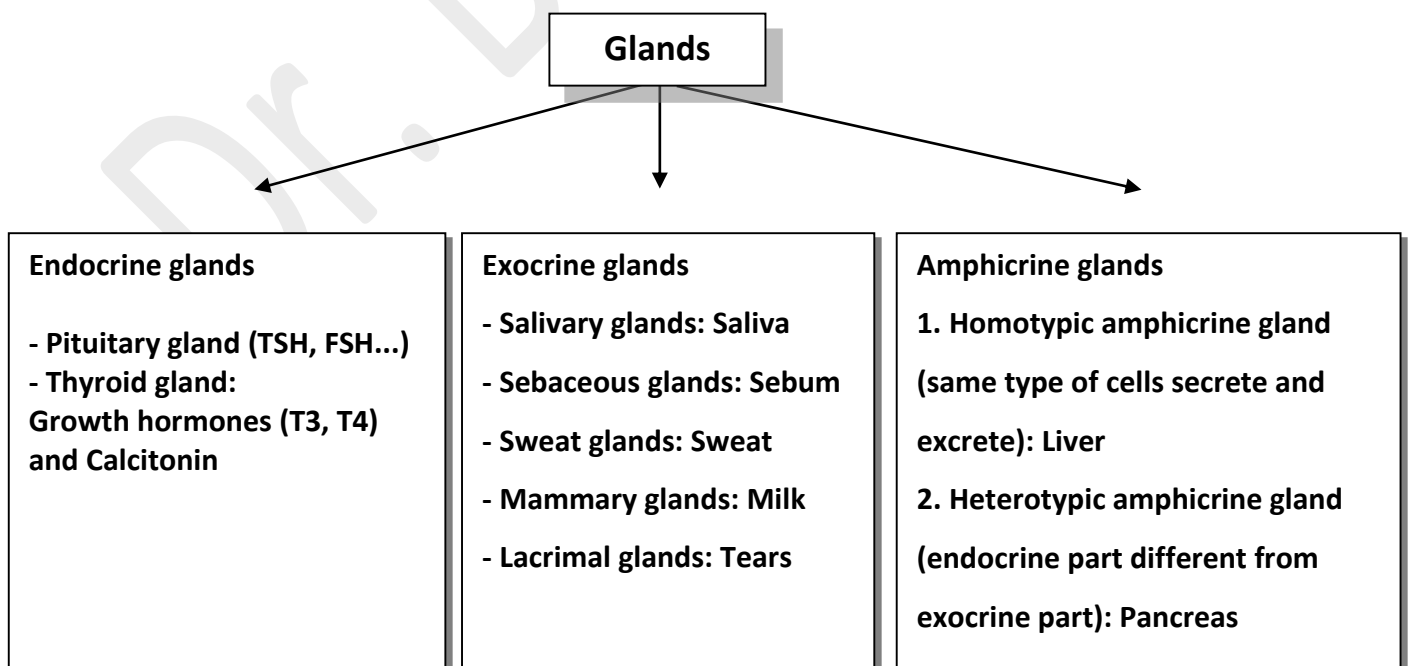 Glands
Endocrine glands
- Pituitary gland (TSH, FSH...)
- Thyroid gland:
Growth hormones (T3, T4)
and Calcitonin
Exocrine glands
- Salivary glands: Saliva
- Sebaceous glands: Sebum
- Sweat glands: Sweat
- Mammary glands: Milk
- Lacrimal glands: Tears
Amphicrine glands
1. Homotypic amphicrine gland
(same type of cells secrete and
excrete): Liver
2. Heterotypic amphicrine gland
(endocrine part different from
exocrine part): Pancreas
Dr.